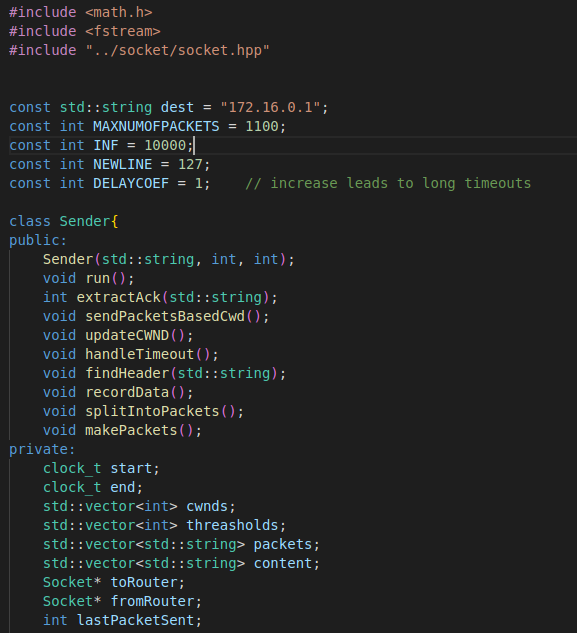 #include <math.h>
#include <fstream>
#include "../socket/socket.hpp"
const std::string dest = "172.16.0.1";
const int MAXNUMOFPACKETS = 1100;
const int INF = 10000;
const int NEWLINE = 127;
const int DELAYCOEF = 1;    // increase leads to long timeouts
class Sender{
public:
    Sender(std::string, int, int);
    void run();
    int extractAck(std::string);
    void sendPacketsBasedCwd();
    void updateCWND();
    void handleTimeout();
    void findHeader(std::string);
    void recordData();
    void splitIntoPackets();
    void makePackets();
private:
    clock_t start;
    clock_t end;
    std::vector<int> cwnds;
    std::vector<int> threasholds;
    std::vector<std::string> packets;
    std::vector<std::string> content;
    Socket* toRouter;
    Socket* fromRouter;
    int lastPacketSent;